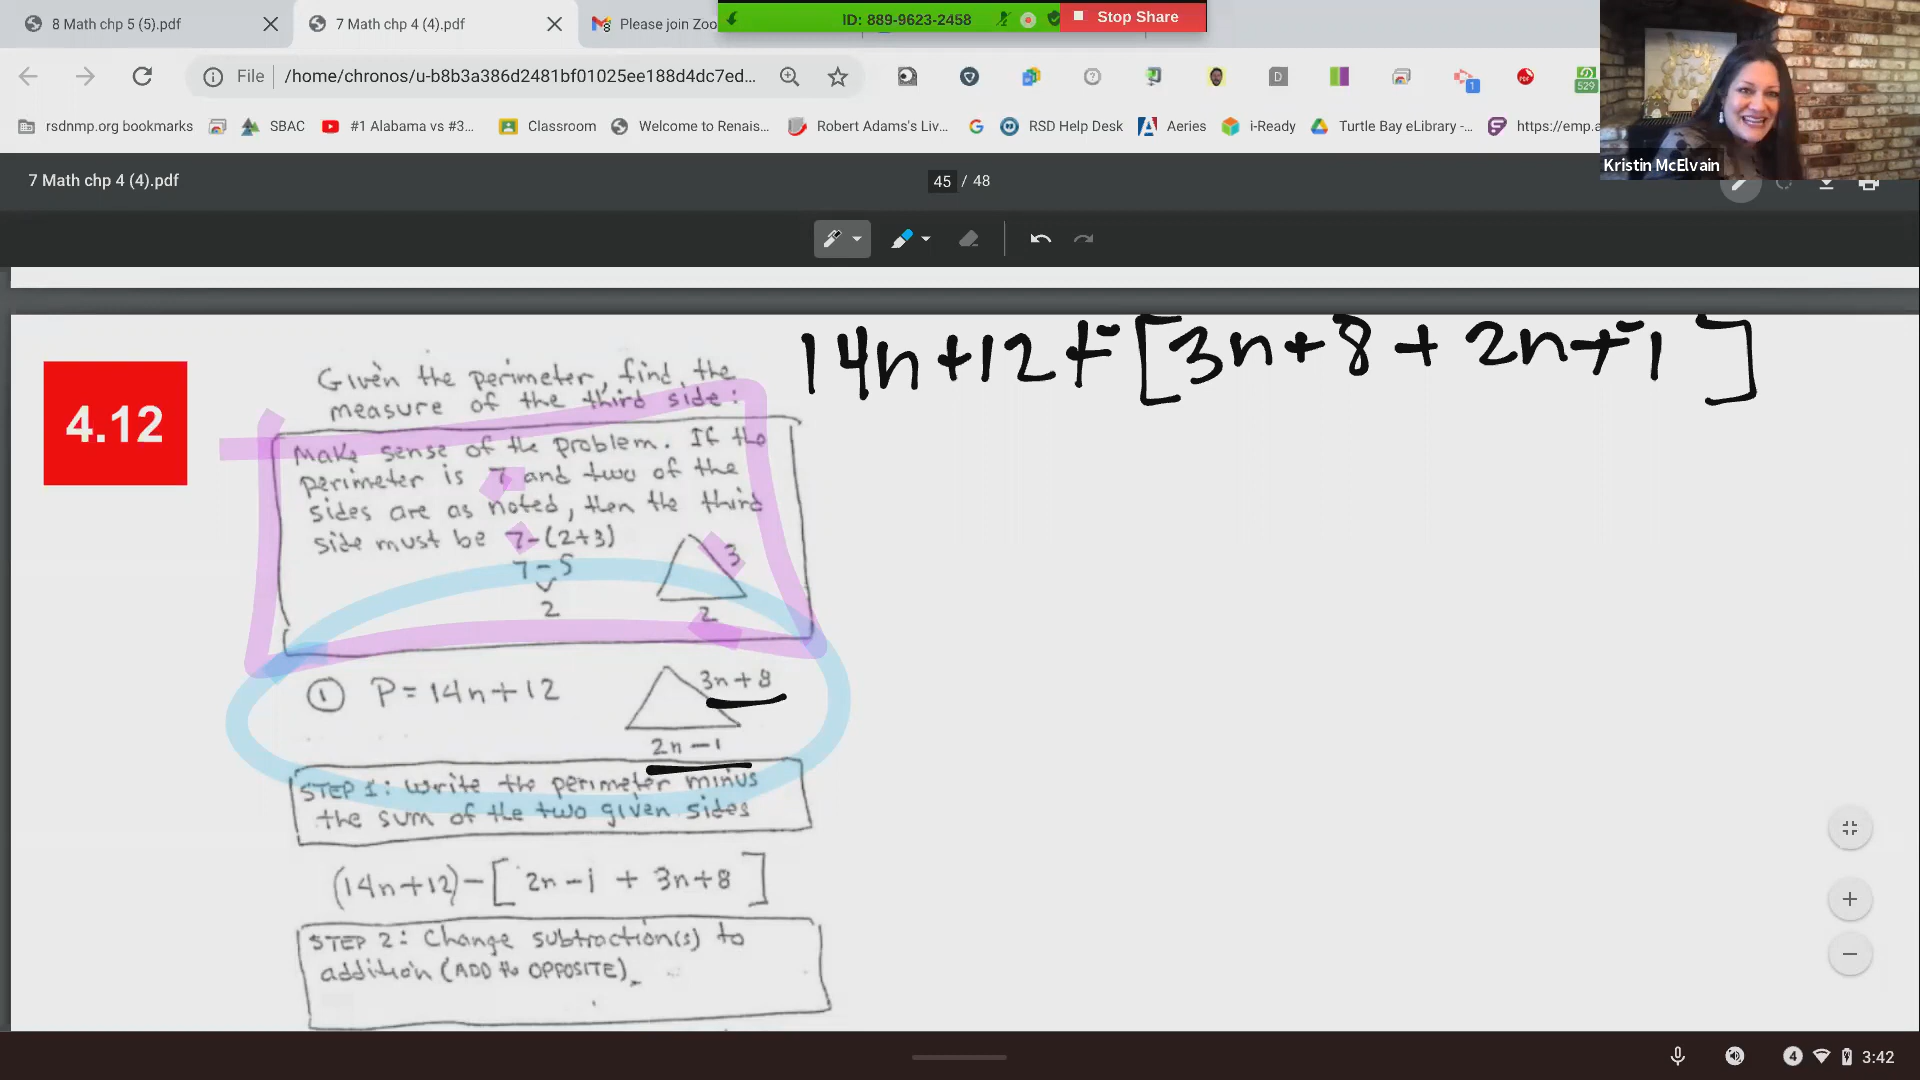 8 Math chp 5 (5).pdf
7 Math chp 4 (4).pdf
Please join Zoo
ID: 889-9623-2458
Stop Share
File
/home/chronos/u-b8b3a386d2481bf01025ee188d4dc7ed...
D
1
529
rsdnmp.org bookmarks
SBAC
#1 Alabama vs #3...
Classroom
Welcome to Renais...
Robert Adams's Liv...
RSD Help Desk
Aeries
i-Ready
Turtle Bay eLibrary -...
https://emp.a
Kristin McElvain
7 Math chp 4 (4).pdf
45 / 48
14n+12+-[3n+8+2n+-1]
4.12
Given the perimeter, find the
measure of the third side:
Make sense of the problem. If the
perimeter is 7 and two of the
sides are as noted, then the third
side must be 7-(2+3)
7-5
2
3
2
① P=14n+12
3n+8
2n-1
STEP 1: Write the perimeter minus
the sum of the two given sides
(14n+12)-[2n-1 + 3n+8]
STEP 2: Change subtraction(s) to
addition (ADD the OPPOSITE).
4
3:42